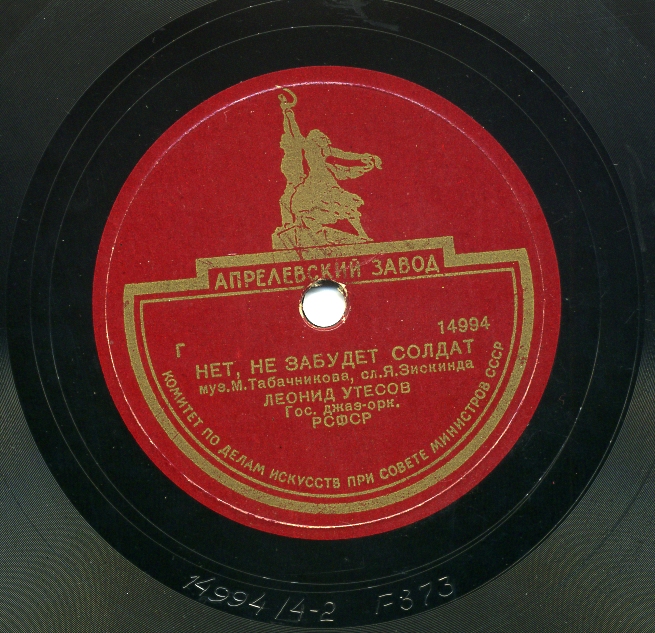 АПРЕЛЕВСКИЙ ЗАВОД
14994
Г
НЕТ, НЕ ЗАБУДЕТ СОЛДАТ
муз.М.Табачникова, сл.Я.Зискинда
ЛЕОНИД УТЕСОВ
Гос. джаз-орк.
РСФСР
КОМИТЕТ ПО ДЕЛАМ ИСКУССТВ ПРИ СОВЕТЕ МИНИСТРОВ СССР
14994/4-2 F373